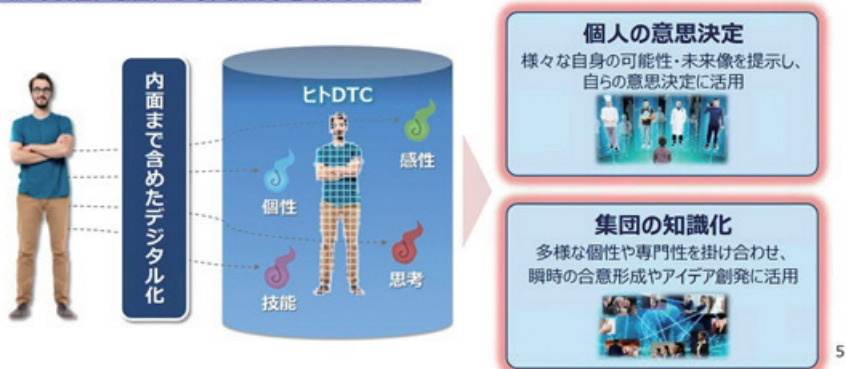 内面まで含めたデジタル化
ヒトDTC
感性
個性
思考
技能
個人の意思決定
様々な自身の可能性・未来像を提示し、
自らの意思決定に活用
集団の知識化
多様な個性や専門性を掛け合わせ、
瞬時の合意形成やアイデア創発に活用
5